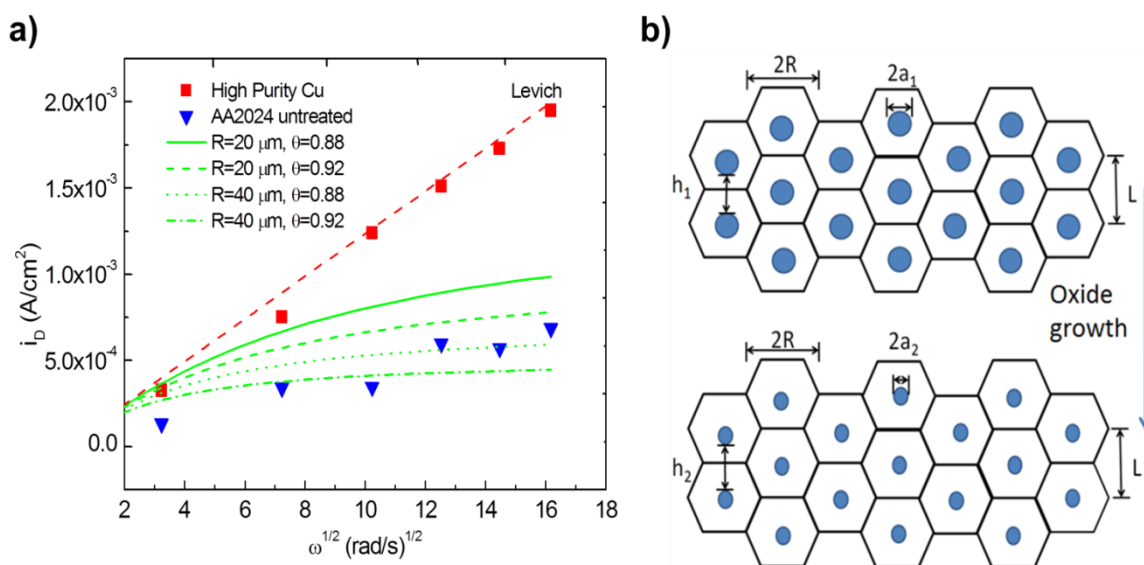 a)
High Purity Cu
AA2024 untreated
R=20 μm, θ=0.88
R=20 μm, θ=0.92
R=40 μm, θ=0.88
R=40 μm, θ=0.92
Levich
2.0x10⁻³
1.5x10⁻³
1.0x10⁻³
5.0x10⁻⁴
0.0
i_D (A/cm²)
2 4 6 8 10 12 14 16 18
ω^1/2 (rad/s)^1/2
b)
2R
2a₁
h₁
L
Oxide
growth
2R
2a₂
h₂
L